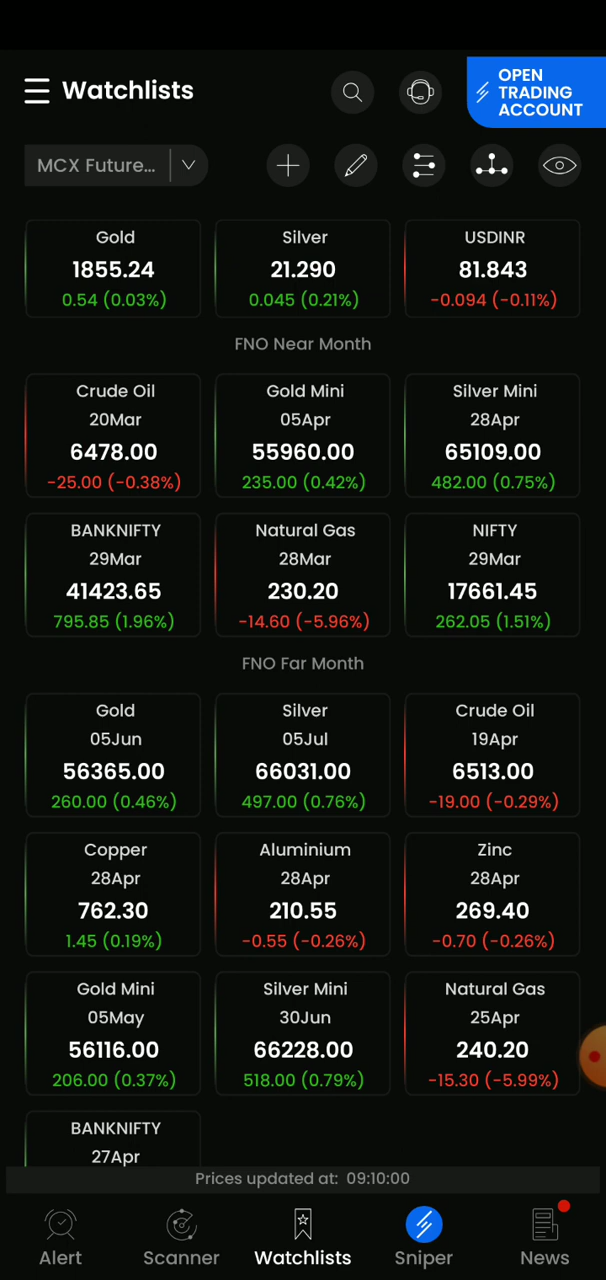 Watchlists
OPEN
TRADING
ACCOUNT
MCX Future...
Gold
1855.24
0.54 (0.03%)
Silver
21.290
0.045 (0.21%)
USDINR
81.843
-0.094 (-0.11%)
FNO Near Month
Crude Oil
20Mar
6478.00
-25.00 (-0.38%)
Gold Mini
05Apr
55960.00
235.00 (0.42%)
Silver Mini
28Apr
65109.00
482.00 (0.75%)
BANKNIFTY
29Mar
41423.65
795.85 (1.96%)
Natural Gas
28Mar
230.20
-14.60 (-5.96%)
NIFTY
29Mar
17661.45
262.05 (1.51%)
FNO Far Month
Gold
05Jun
56365.00
260.00 (0.46%)
Silver
05Jul
66031.00
497.00 (0.76%)
Crude Oil
19Apr
6513.00
-19.00 (-0.29%)
Copper
28Apr
762.30
1.45 (0.19%)
Aluminium
28Apr
210.55
-0.55 (-0.26%)
Zinc
28Apr
269.40
-0.70 (-0.26%)
Gold Mini
05May
56116.00
206.00 (0.37%)
Silver Mini
30Jun
66228.00
518.00 (0.79%)
Natural Gas
25Apr
240.20
-15.30 (-5.99%)
BANKNIFTY
27Apr
Prices updated at: 09:10:00
Alert
Scanner
Watchlists
Sniper
News